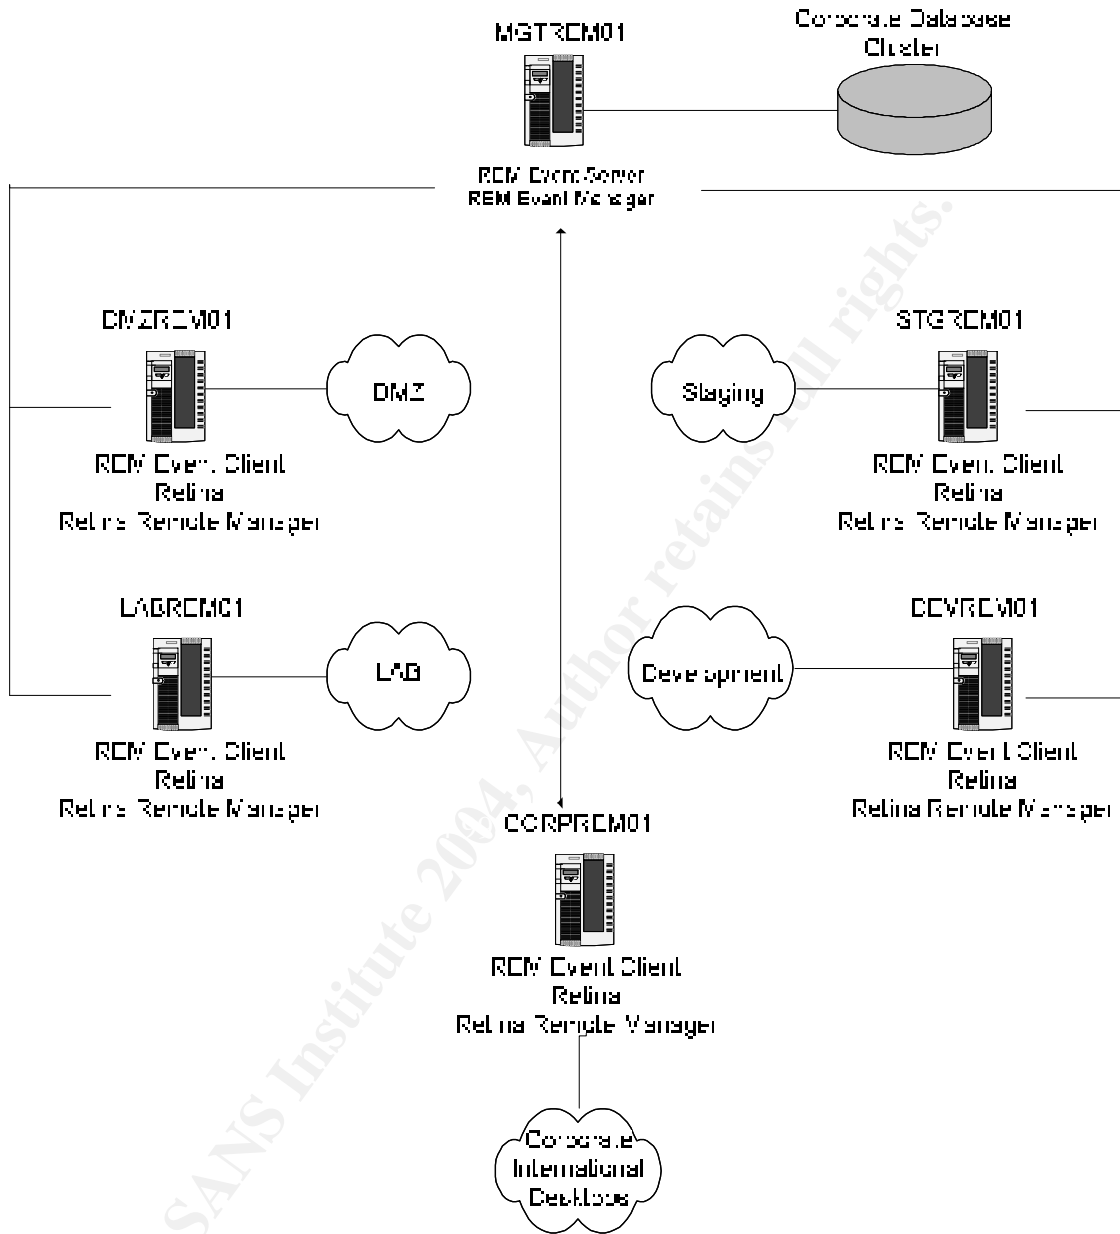 MGTREM01
Corporate Database
Cluster
REM Event Server
REM Event Manager
DMZREM01
DMZ
REM Event Client
Retina
Retina Remote Manager
STGREM01
Staging
REM Event Client
Retina
Retina Remote Manager
LABREM01
LAB
REM Event Client
Retina
Retina Remote Manager
DEVREM01
Development
REM Event Client
Retina
Retina Remote Manager
CORPREM01
REM Event Client
Retina
Retina Remote Manager
Corporate
International
Desktops
SANS Institute 2004, Author retains full rights.